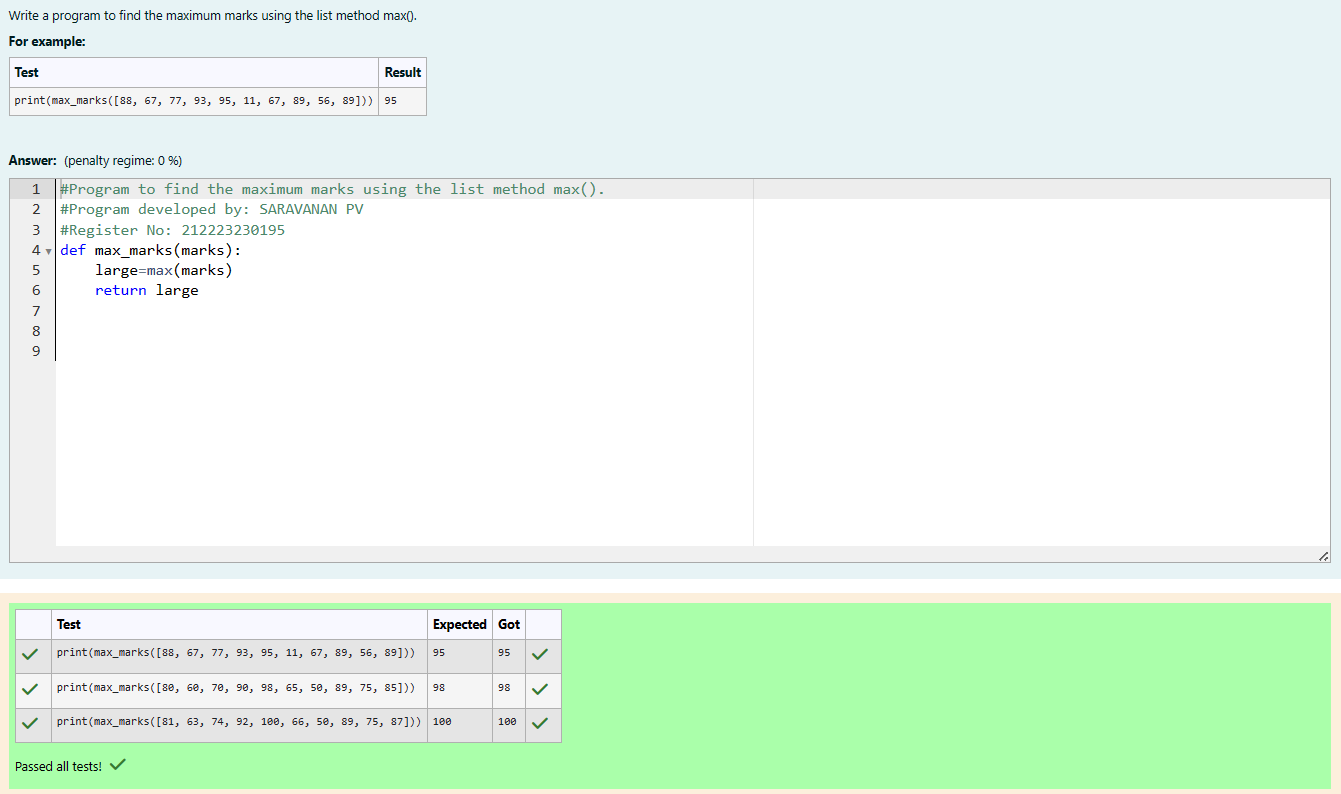 Write a program to find the maximum marks using the list method max().
For example:
Test Result
print(max_marks([88, 67, 77, 93, 95, 11, 67, 89, 56, 89])) 95
Answer: (penalty regime: 0 %)
1 #Program to find the maximum marks using the list method max().
2 #Program developed by: SARAVANAN PV
3 #Register No: 212223230195
4 def max_marks(marks):
5     large=max(marks)
6     return large
7
8
9
Test Expected Got
print(max_marks([88, 67, 77, 93, 95, 11, 67, 89, 56, 89])) 95 95
print(max_marks([80, 60, 70, 90, 98, 65, 50, 89, 75, 85])) 98 98
print(max_marks([81, 63, 74, 92, 100, 66, 50, 89, 75, 87])) 100 100
Passed all tests!